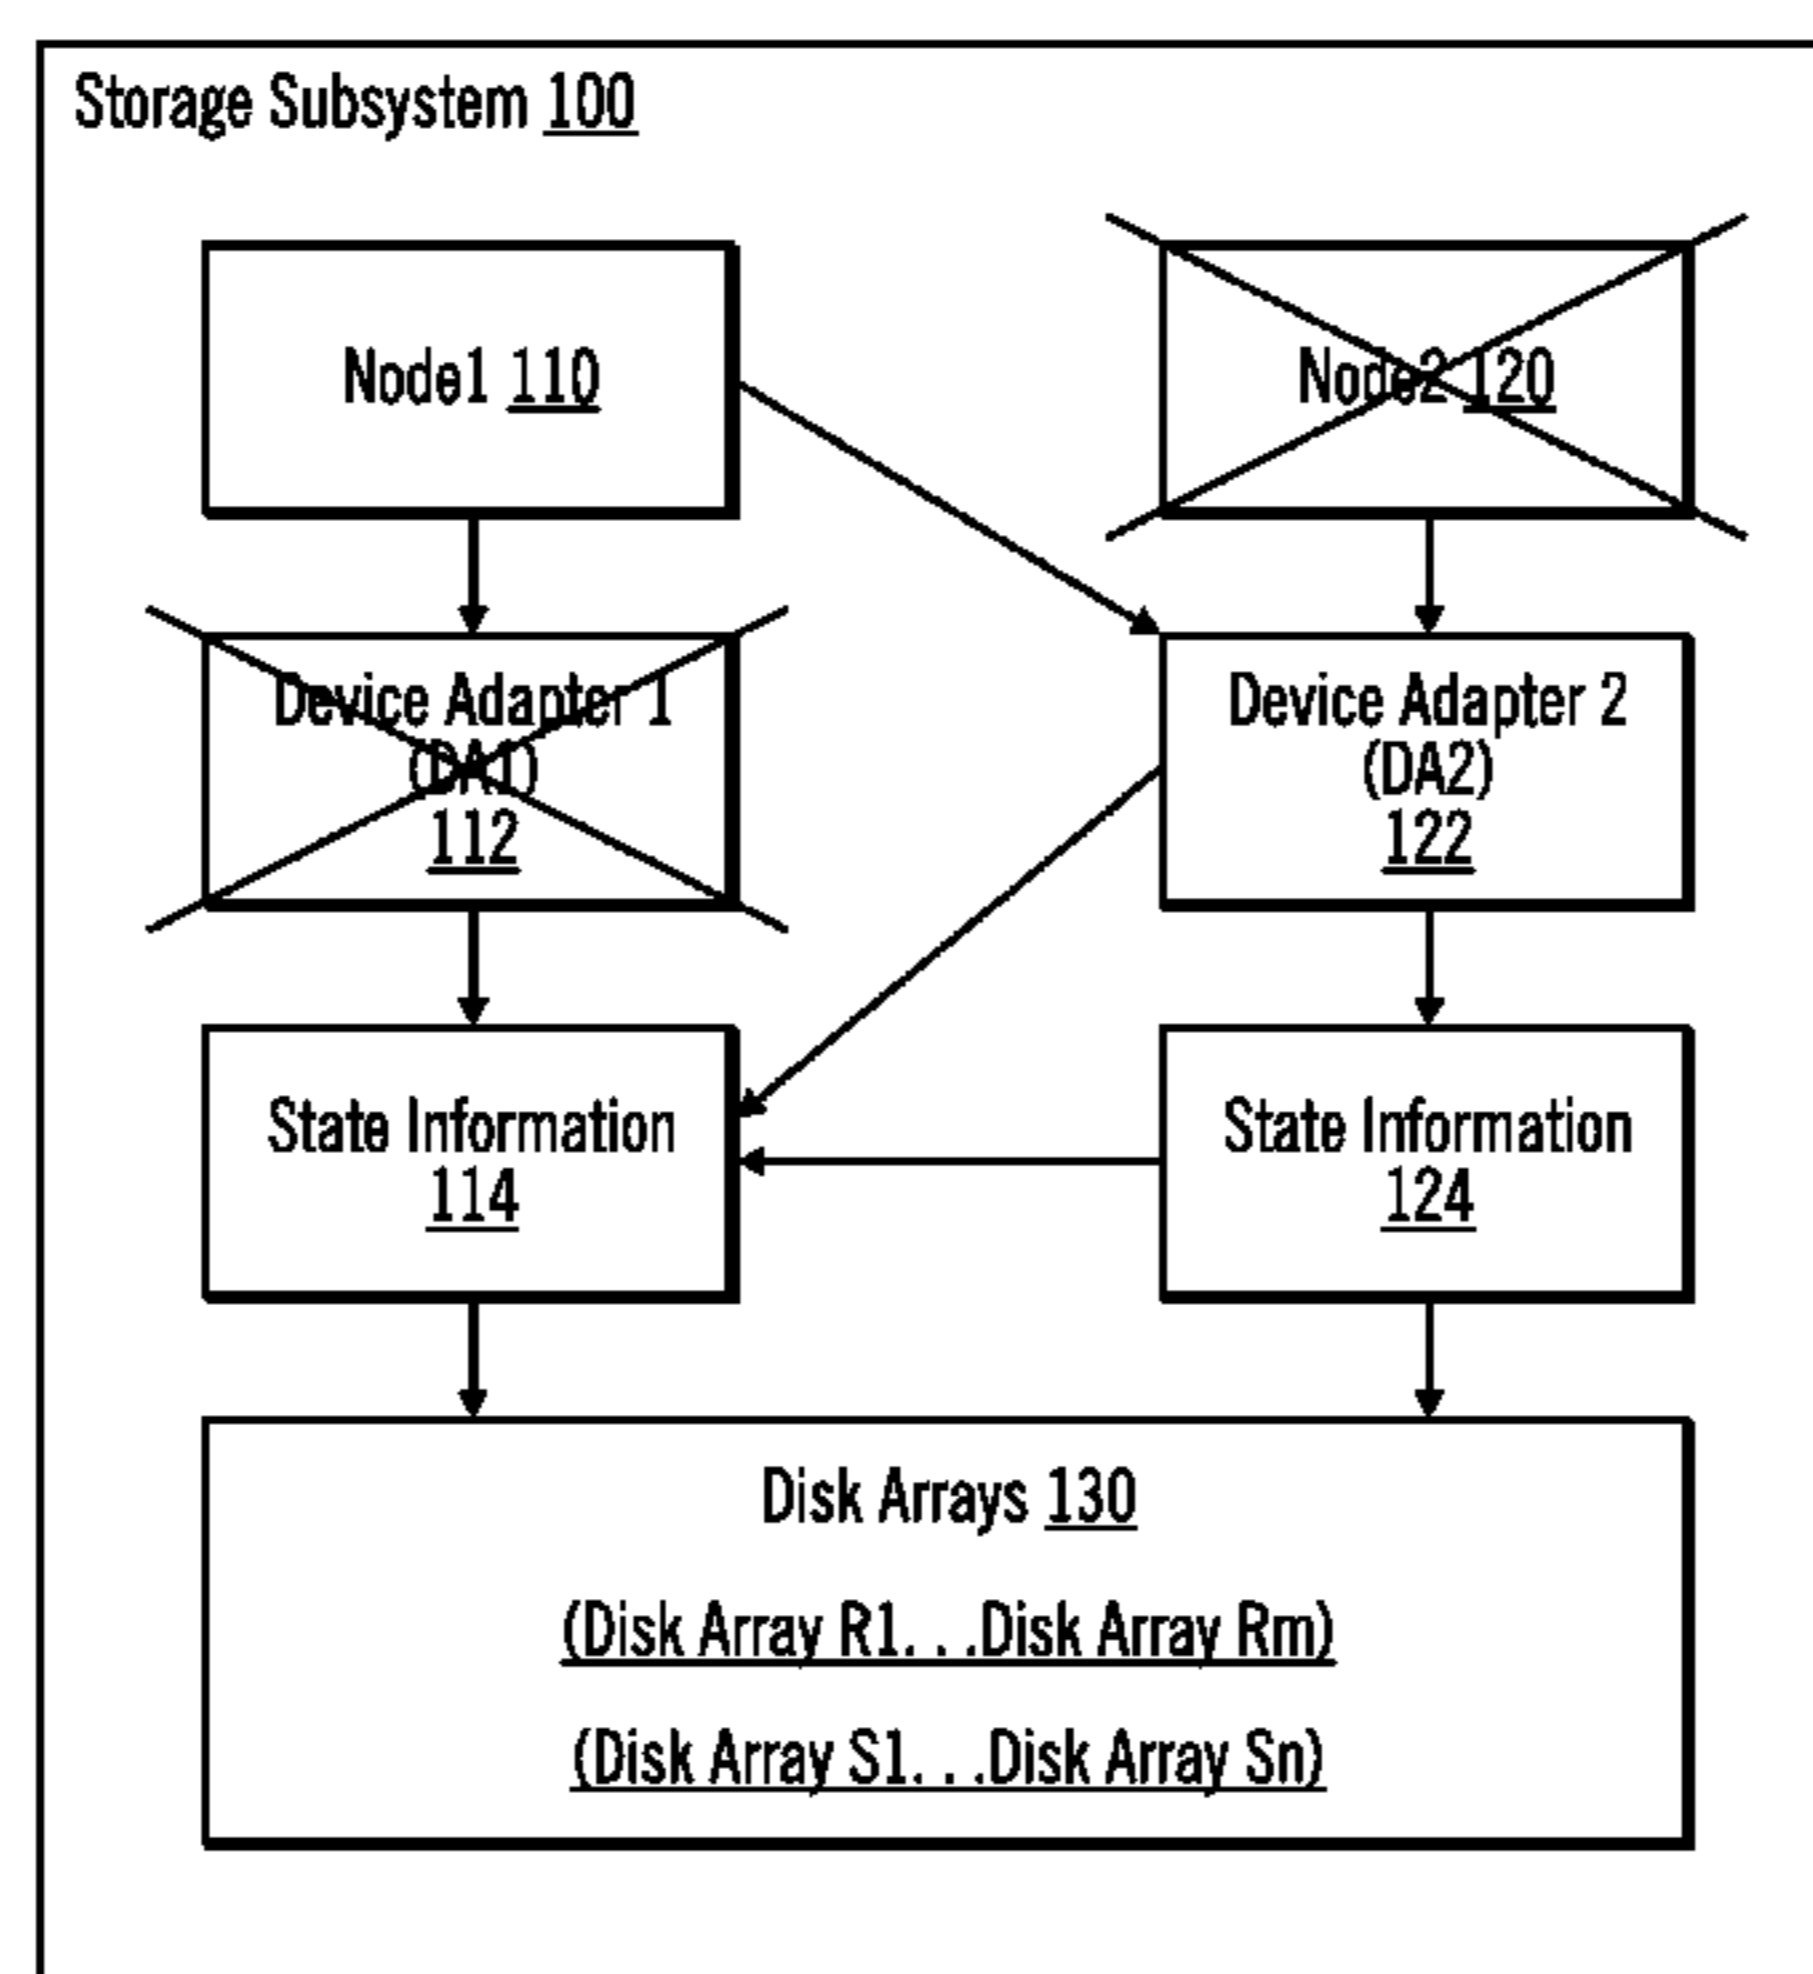 Storage Subsystem 100
Node1 110
Node2 120
Device Adapter 1
(DA1)
112
Device Adapter 2
(DA2)
122
State Information
114
State Information
124
Disk Arrays 130
(Disk Array R1. . .Disk Array Rm)
(Disk Array S1. . .Disk Array Sn)